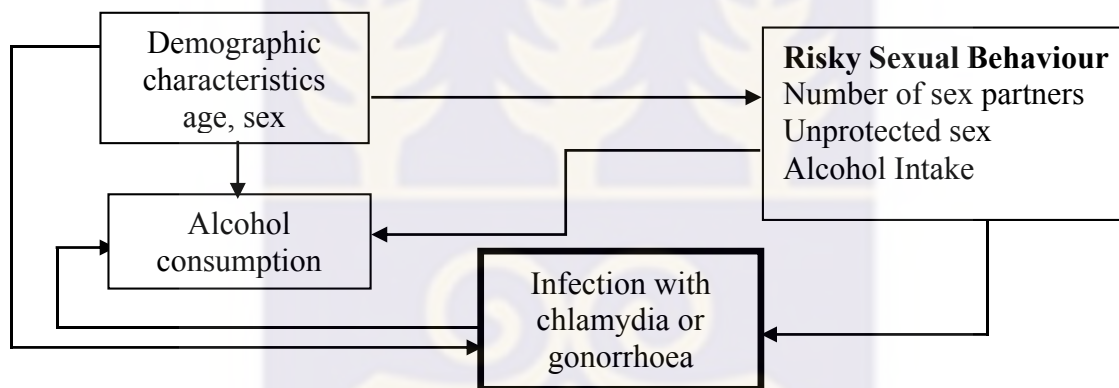 Demographic
characteristics
age, sex
Risky Sexual Behaviour
Number of sex partners
Unprotected sex
Alcohol Intake
Alcohol
consumption
Infection with
chlamydia or
gonorrhoea